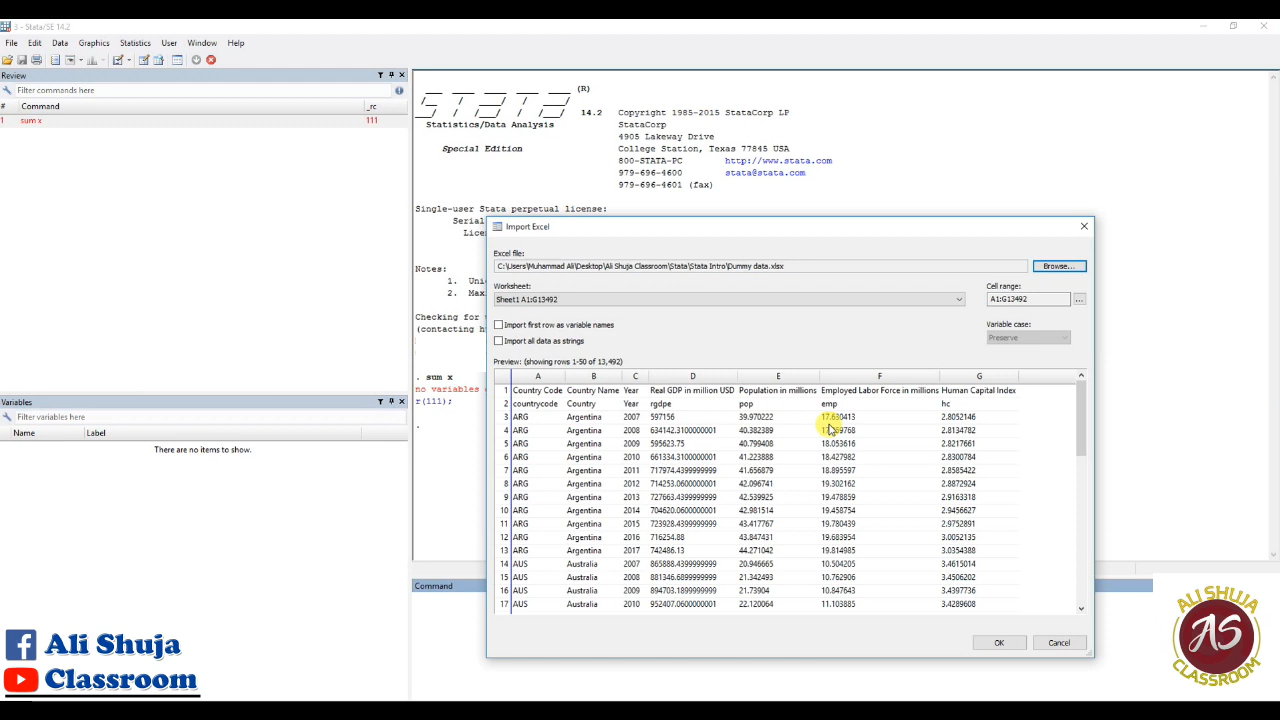 3 - Stata/SE 14.2
File Edit Data Graphics Statistics User Window Help
Review
Filter commands here
# Command _rc
1 sum x 111
Variables
Filter variables here
Name Label
There are no items to show.
(R)
14.2 Copyright 1985-2015 StataCorp LP
Statistics/Data Analysis StataCorp
4905 Lakeway Drive
Special Edition College Station, Texas 77845 USA
800-STATA-PC http://www.stata.com
979-696-4600 stata@stata.com
979-696-4601 (fax)
Single-user Stata perpetual license:
Serial
Notes:
1.
2.
Checking for
(contacting
. sum x
no variables
r(111);
.
Command
Import Excel
Excel file:
C:\Users\Muhammad Ali\Desktop\Ali Shuja Classroom\Stata\Stata Intro\Dummy data.xlsx
Browse...
Worksheet: Cell range:
Sheet1 A1:G13492 A1:G13492 ...
Import first row as variable names Variable case:
Import all data as strings Preserve
Preview: (showing rows 1-50 of 13,492)
A B C D E F G
1 Country Code Country Name Year Real GDP in million USD Population in millions Employed Labor Force in millions Human Capital Index
2 countrycode Country Year rgdpe pop emp hc
3 ARG Argentina 2007 597156 39.970222 17.630413 2.8052146
4 ARG Argentina 2008 634142.3100000001 40.382389 2.8134782
5 ARG Argentina 2009 595623.75 40.799408 18.053616 2.8217661
6 ARG Argentina 2010 661334.3100000001 41.223888 18.427982 2.8300784
7 ARG Argentina 2011 717974.4399999999 41.656879 18.895597 2.8585422
8 ARG Argentina 2012 714253.0600000001 42.096741 19.302162 2.8872924
9 ARG Argentina 2013 727663.4399999999 42.539925 19.478859 2.9163318
10 ARG Argentina 2014 704620.0600000001 42.981514 19.458754 2.9456627
11 ARG Argentina 2015 723928.4399999999 43.417767 19.780439 2.9752891
12 ARG Argentina 2016 716254.88 43.847431 19.683954 3.0052135
13 ARG Argentina 2017 742486.13 44.271042 19.814985 3.0354388
14 AUS Australia 2007 865888.4399999999 20.946665 10.504205 3.4615014
15 AUS Australia 2008 881346.6899999999 21.342493 10.762906 3.4506202
16 AUS Australia 2009 894703.1899999999 21.73904 10.847643 3.4397736
17 AUS Australia 2010 952407.0600000001 22.120064 11.103885 3.4289608
OK Cancel
Ali Shuja
Classroom
ALI SHUJA
AS
CLASSROOM